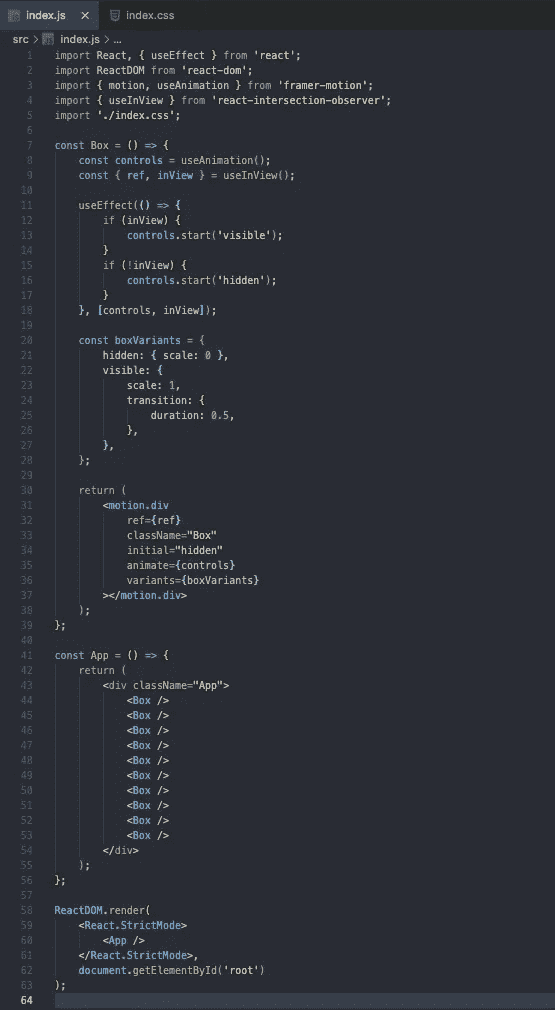 index.js × index.css
src > index.js > ...
1 import React, { useEffect } from 'react';
2 import ReactDOM from 'react-dom';
3 import { motion, useAnimation } from 'framer-motion';
4 import { useInView } from 'react-intersection-observer';
5 import './index.css';
6
7 const Box = () => {
8     const controls = useAnimation();
9     const { ref, inView } = useInView();
10
11     useEffect(() => {
12         if (inView) {
13             controls.start('visible');
14         }
15         if (!inView) {
16             controls.start('hidden');
17         }
18     }, [controls, inView]);
19
20     const boxVariants = {
21         hidden: { scale: 0 },
22         visible: {
23             scale: 1,
24             transition: {
25                 duration: 0.5,
26             },
27         },
28     };
29
30     return (
31         <motion.div
32             ref={ref}
33             className="Box"
34             initial="hidden"
35             animate={controls}
36             variants={boxVariants}
37         ></motion.div>
38     );
39 };
40
41 const App = () => {
42     return (
43         <div className="App">
44             <Box />
45             <Box />
46             <Box />
47             <Box />
48             <Box />
49             <Box />
50             <Box />
51             <Box />
52             <Box />
53             <Box />
54         </div>
55     );
56 };
57
58 ReactDOM.render(
59     <React.StrictMode>
60         <App />
61     </React.StrictMode>,
62     document.getElementById('root')
63 );
64